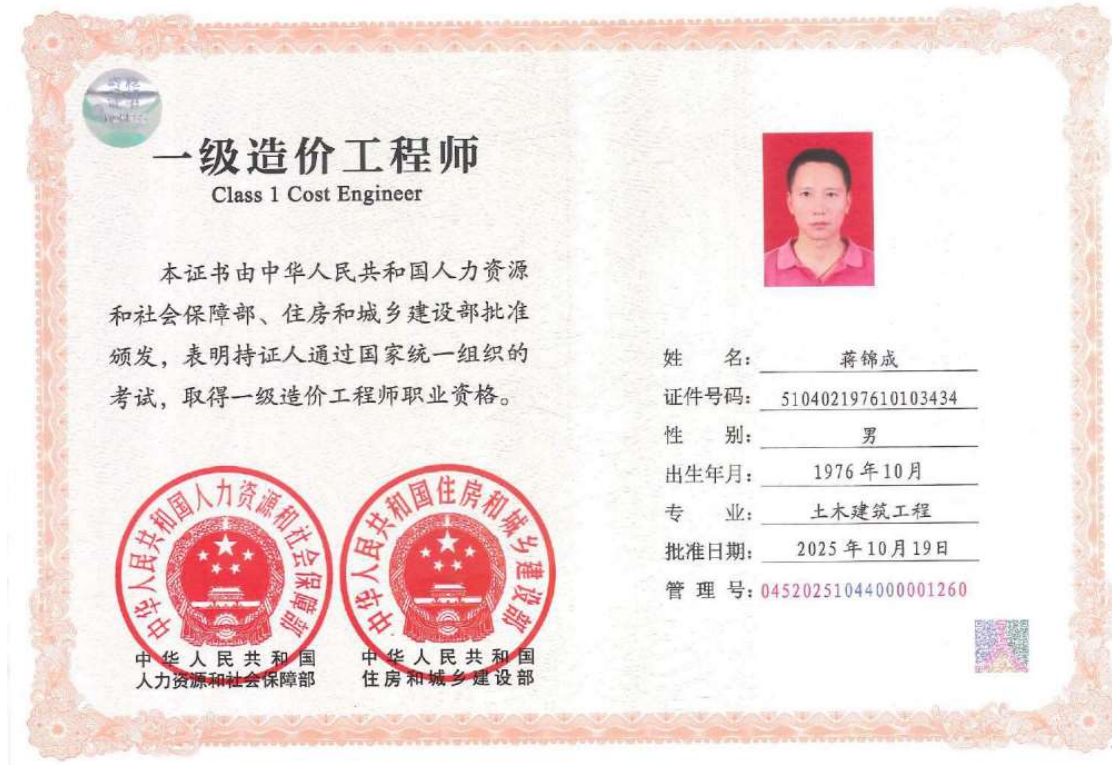 一级造价工程师
Class 1 Cost Engineer
本证书由中华人民共和国人力资源
和社会保障部、住房和城乡建设部批准
颁发，表明持证人通过国家统一组织的
考试，取得一级造价工程师职业资格。
中华人民共和国人力资源和社会保障部
中华人民共和国住房和城乡建设部
中华人民共和国
人力资源和社会保障部
中华人民共和国
住房和城乡建设部
姓 名： 蒋锦成
证件号码： 510402197610103434
性 别： 男
出生年月： 1976年10月
专 业： 土木建筑工程
批准日期： 2025年10月19日
管 理 号： 04520251044000001260